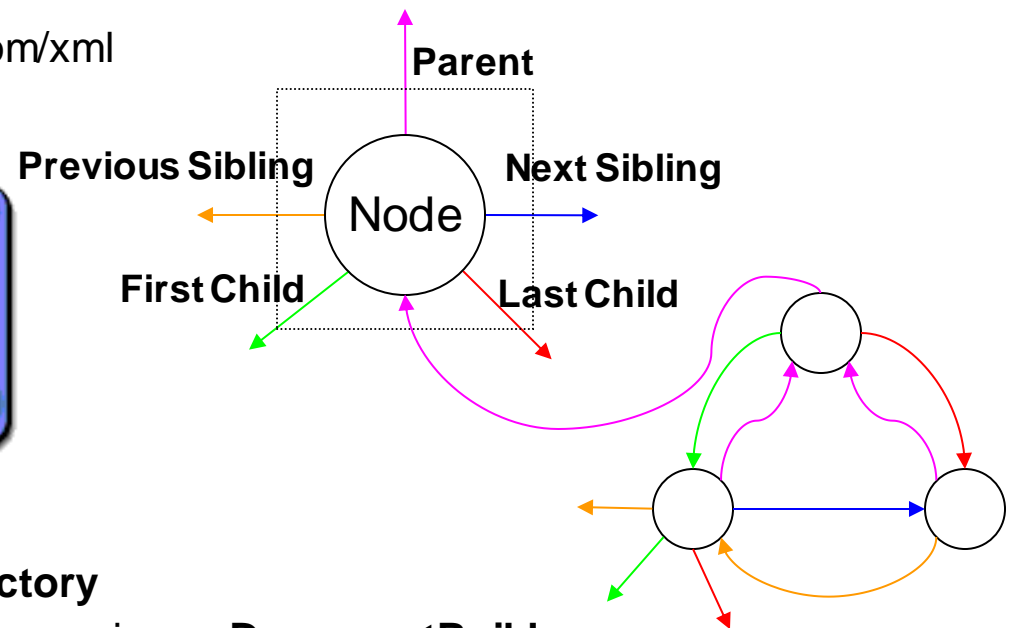 om/xml
Parent
Previous Sibling
Next Sibling
Node
First Child
Last Child
ctory